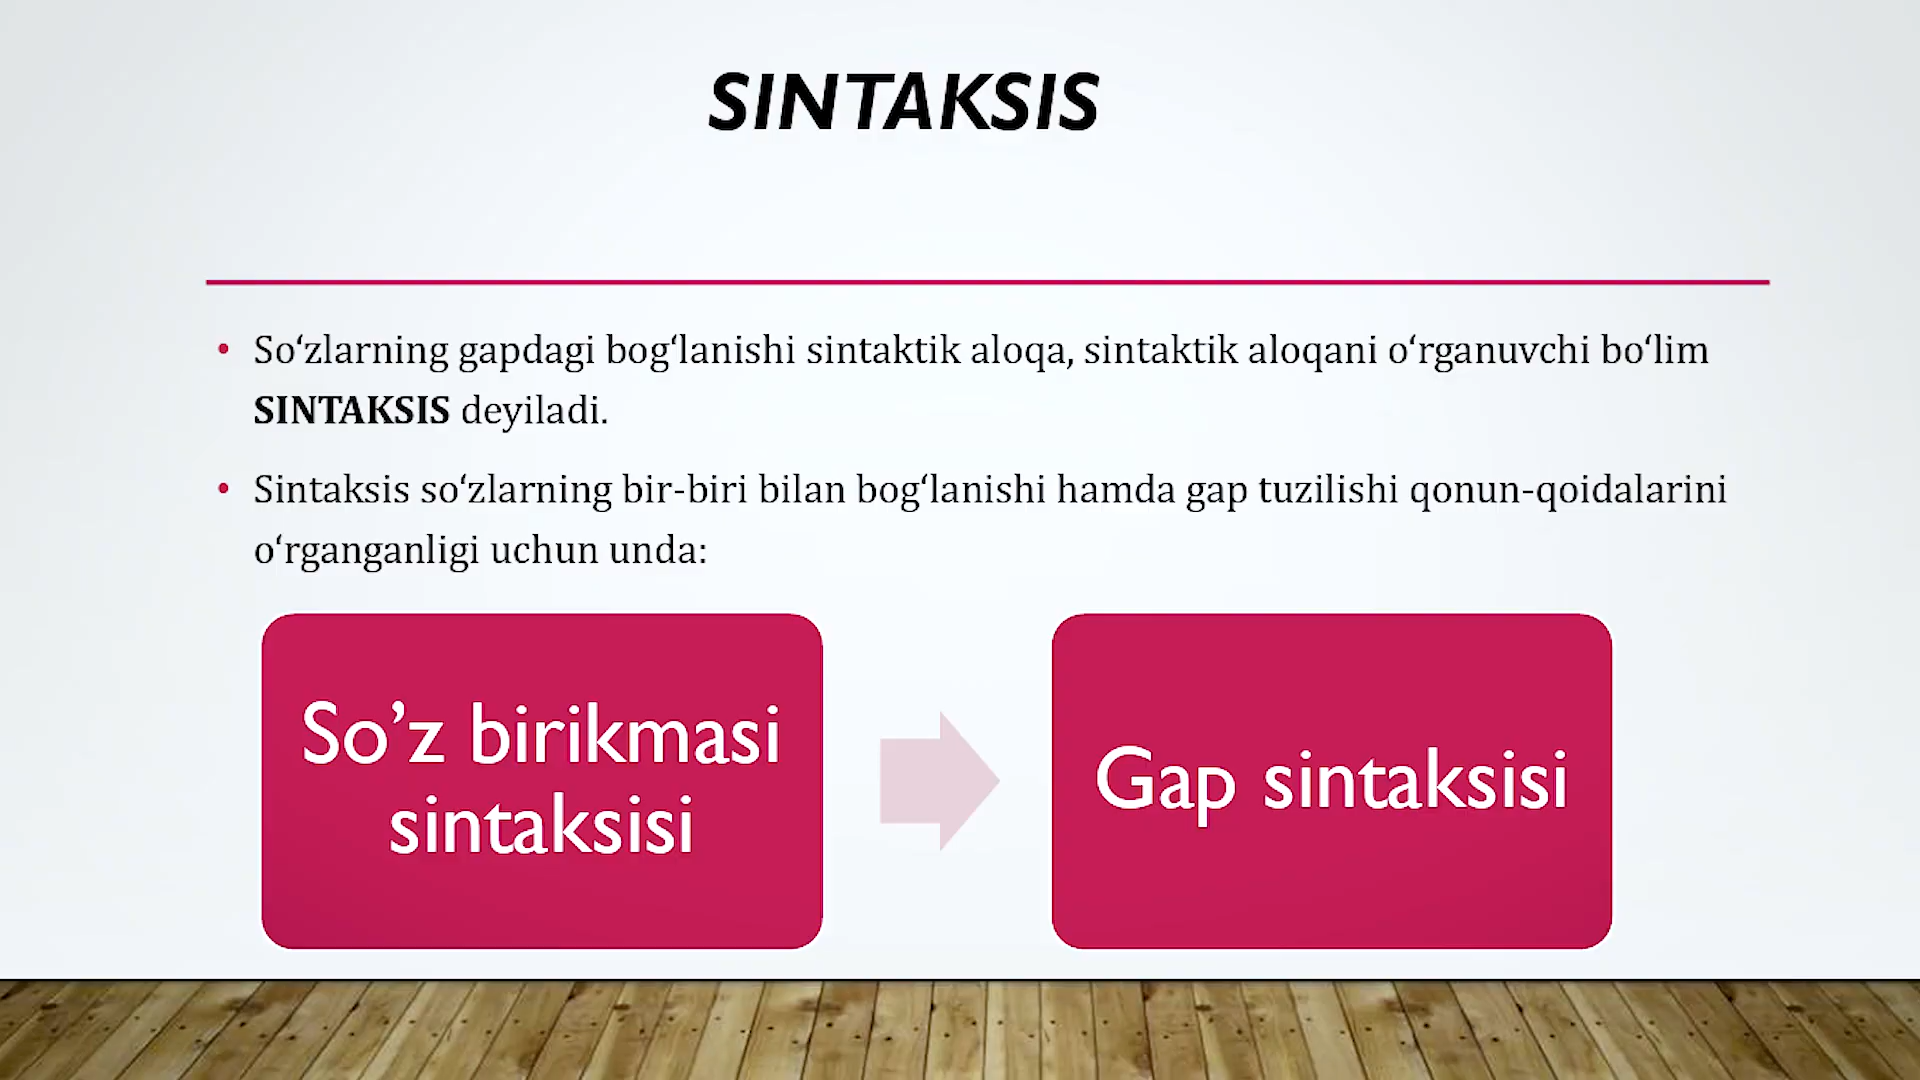 SINTAKSIS
• So‘zlarning gapdagi bog‘lanishi sintaktik aloqa, sintaktik aloqani o‘rganuvchi bo‘lim
SINTAKSIS deyiladi.
• Sintaksis so‘zlarning bir-biri bilan bog‘lanishi hamda gap tuzilishi qonun-qoidalarini
o‘rganganligi uchun unda:
So’z birikmasi
sintaksisi
Gap sintaksisi